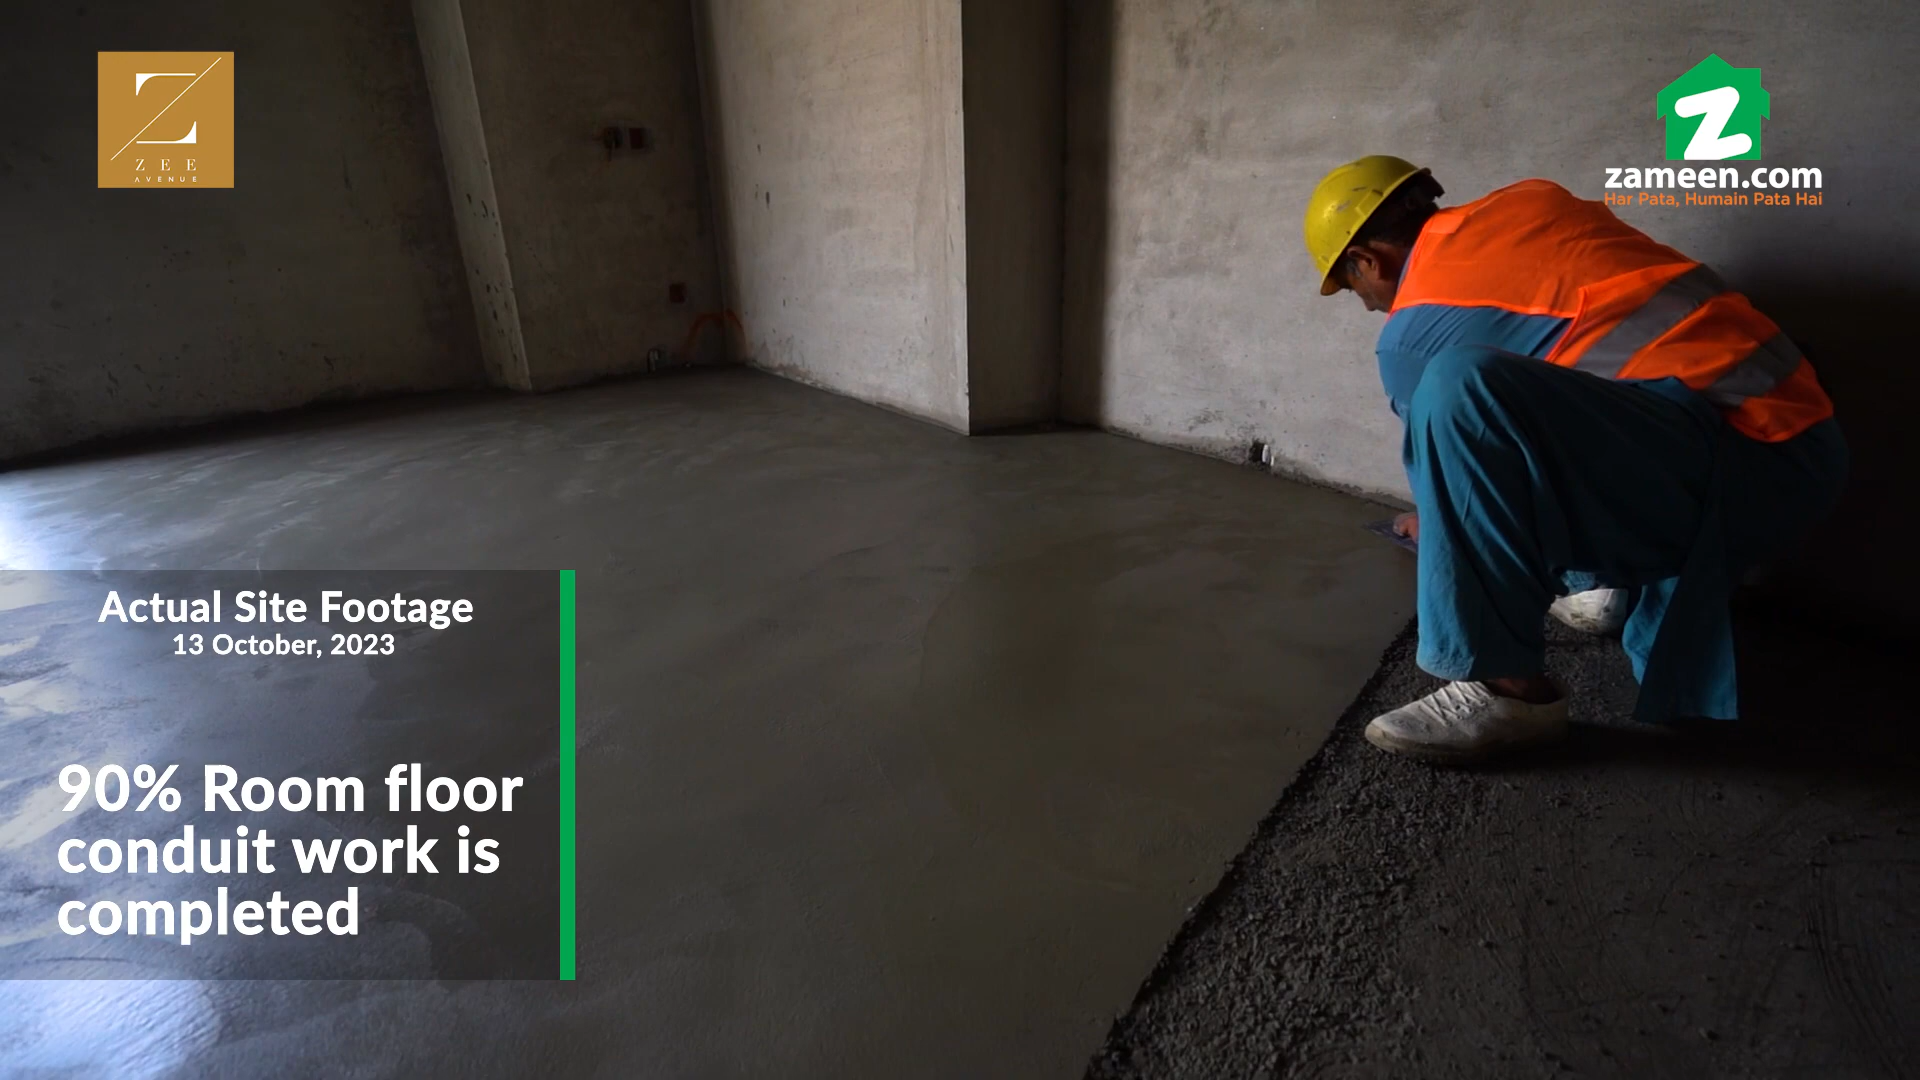 Z
ZEE
AVENUE
z
zameen.com
Har Pata, Humain Pata Hai
Actual Site Footage
13 October, 2023
90% Room floor
conduit work is
completed